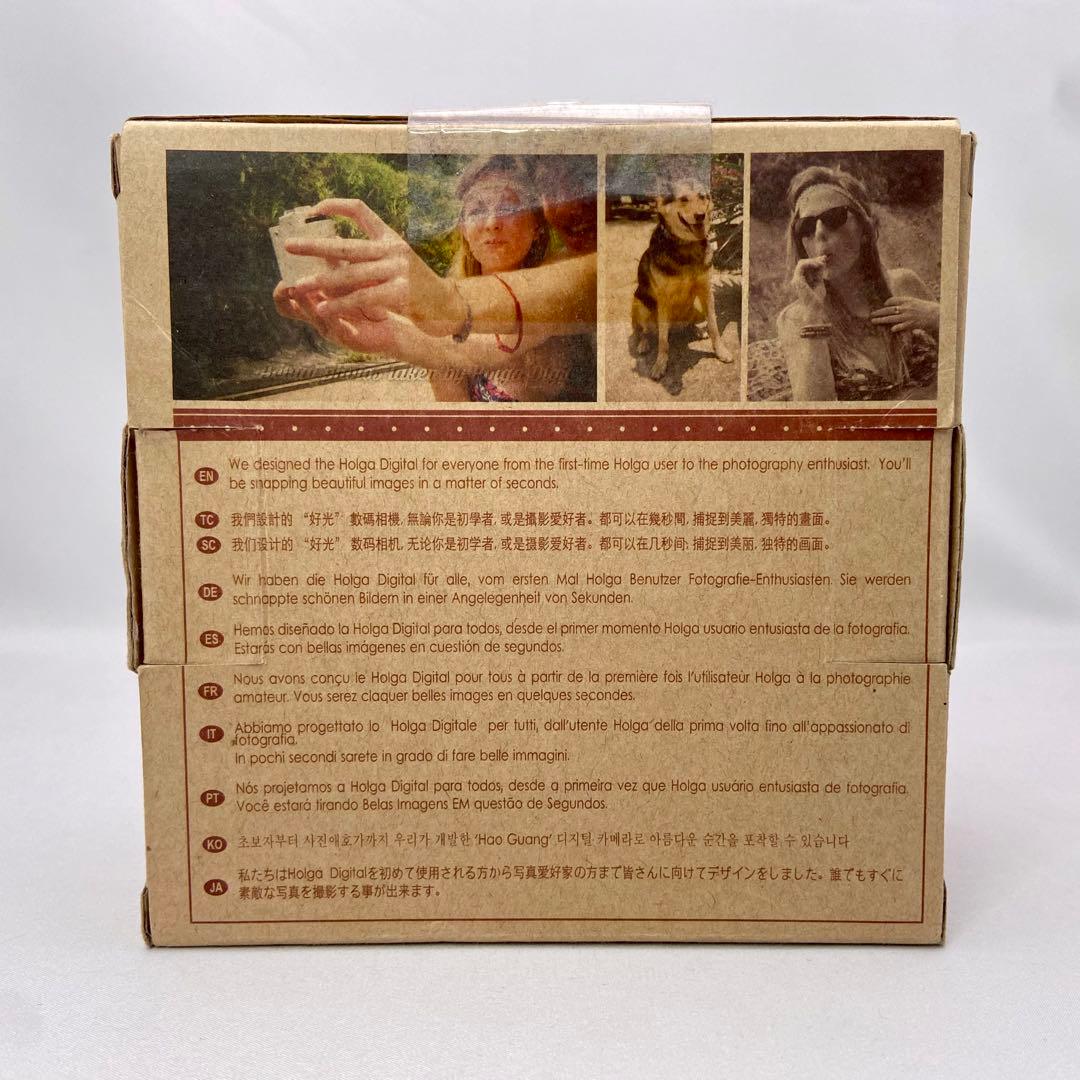 EN We designed the Holga Digital for everyone from the first-time Holga user to the photography enthusiast. You'll
be snapping beautiful images in a matter of seconds.
TC 我們設計的 “好光” 數碼相機, 無論你是初學者, 或是攝影愛好者。都可以在幾秒間, 捕捉到美麗, 獨特的畫面。
SC 我们设计的 “好光” 数码相机, 无论你是初学者, 或是摄影爱好者。都可以在几秒间; 捕捉到美丽, 独特的画面。
DE Wir haben die Holga Digital für alle, vom ersten Mal Holga Benutzer Fotografie-Enthusiasten. Sie werden
schnappte schönen Bildern in einer Angelegenheit von Sekunden.
ES Hemos diseñado la Holga Digital para todos, desde el primer momento Holga usuario entusiasta de la fotografía.
Estarás con bellas imágenes en cuestión de segundos.
FR Nous avons conçu le Holga Digital pour tous à partir de la première fois l'utilisateur Holga à la photographie
amateur. Vous serez claquer belles images en quelques secondes.
IT Abbiamo progettato lo Holga Digitale per tutti, dall'utente Holga della prima volta fino all'appassionato di
fotografia.
In pochi secondi sarete in grado di fare belle immagini.
PT Nós projetamos a Holga Digital para todos, desde a primeira vez que Holga usuário entusiasta de fotografia.
Você estará tirando Belas Imagens EM questão de Segundos.
KO 초보자부터 사진애호가까지 우리가 개발한 'Hao Guang' 디지털 카메라로 아름다운 순간을 포착할 수 있습니다
JA 私たちはHolga Digitalを初めて使用される方から写真愛好家の方まで皆さんに向けてデザインをしました。誰でもすぐに
素敵な写真を撮影する事が出来ます。